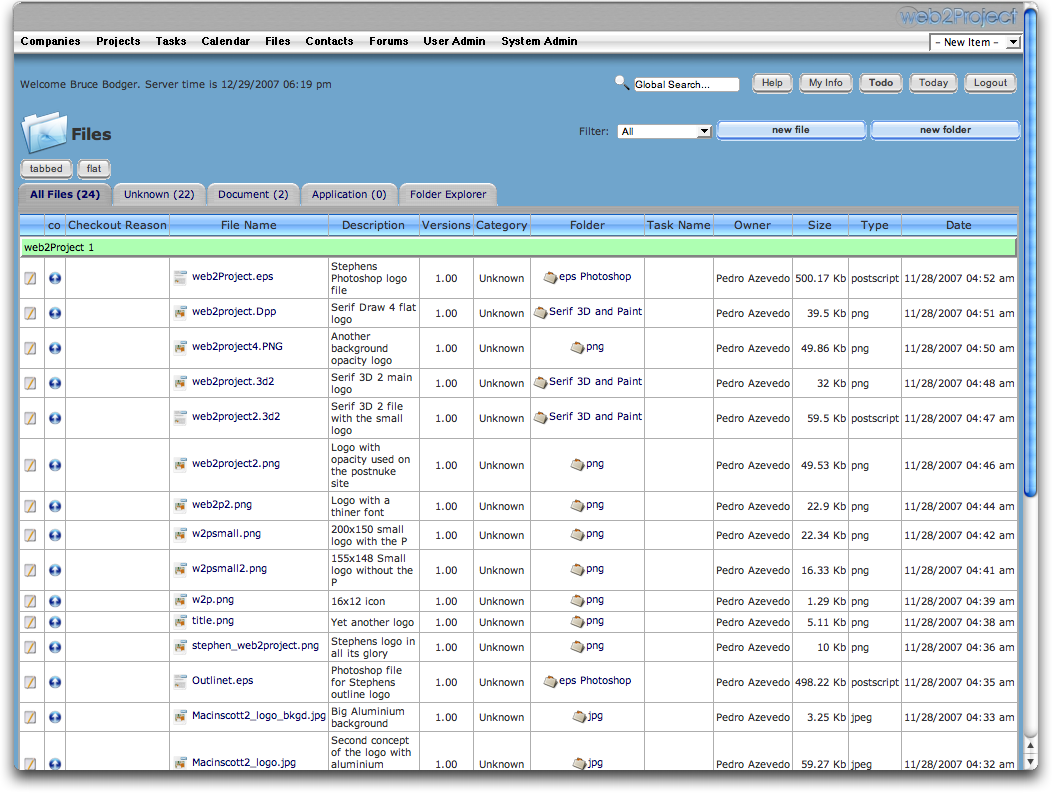 web2Project
Companies Projects Tasks Calendar Files Contacts Forums User Admin System Admin - New Item -
Welcome Bruce Bodger. Server time is 12/29/2007 06:19 pm Global Search... Help My Info Todo Today Logout
Files Filter: All new file new folder
tabbed flat
All Files (24) Unknown (22) Document (2) Application (0) Folder Explorer
co Checkout Reason File Name Description Versions Category Folder Task Name Owner Size Type Date
web2Project 1
web2Project.eps Stephens Photoshop logo file 1.00 Unknown eps Photoshop Pedro Azevedo 500.17 Kb postscript 11/28/2007 04:52 am
web2project.Dpp Serif Draw 4 flat logo 1.00 Unknown Serif 3D and Paint Pedro Azevedo 39.5 Kb png 11/28/2007 04:51 am
web2project4.PNG Another background opacity logo 1.00 Unknown png Pedro Azevedo 49.86 Kb png 11/28/2007 04:50 am
web2project.3d2 Serif 3D 2 main logo 1.00 Unknown Serif 3D and Paint Pedro Azevedo 32 Kb png 11/28/2007 04:48 am
web2project2.3d2 Serif 3D 2 file with the small logo 1.00 Unknown Serif 3D and Paint Pedro Azevedo 59.5 Kb postscript 11/28/2007 04:47 am
web2project2.png Logo with opacity used on the postnuke site 1.00 Unknown png Pedro Azevedo 49.53 Kb png 11/28/2007 04:46 am
web2p2.png Logo with a thiner font 1.00 Unknown png Pedro Azevedo 22.9 Kb png 11/28/2007 04:44 am
w2psmall.png 200x150 small logo with the P 1.00 Unknown png Pedro Azevedo 22.34 Kb png 11/28/2007 04:42 am
w2psmall2.png 155x148 Small logo without the P 1.00 Unknown png Pedro Azevedo 16.33 Kb png 11/28/2007 04:41 am
w2p.png 16x12 icon 1.00 Unknown png Pedro Azevedo 1.29 Kb png 11/28/2007 04:39 am
title.png Yet another logo 1.00 Unknown png Pedro Azevedo 5.11 Kb png 11/28/2007 04:38 am
stephen_web2project.png Stephens logo in all its glory 1.00 Unknown png Pedro Azevedo 10 Kb png 11/28/2007 04:36 am
Outlinet.eps Photoshop file for Stephens outline logo 1.00 Unknown eps Photoshop Pedro Azevedo 498.22 Kb postscript 11/28/2007 04:35 am
Macinscott2_logo_bkgd.jpg Big Aluminium background 1.00 Unknown jpg Pedro Azevedo 3.25 Kb jpeg 11/28/2007 04:33 am
Macinscott2_logo.jpg Second concept of the logo with aluminium 1.00 Unknown jpg Pedro Azevedo 59.27 Kb jpeg 11/28/2007 04:32 am